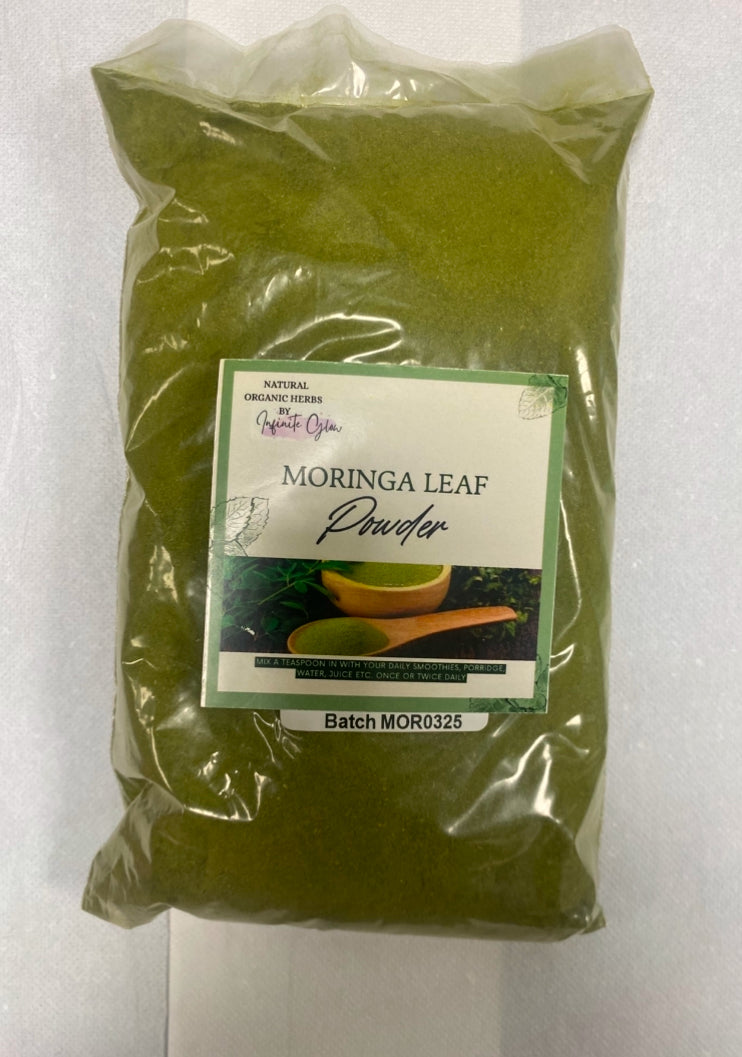 NATURAL
ORGANIC HERBS
BY
Infinite Glow
MORINGA LEAF
Powder
MIX A TEASPOON IN WITH YOUR DAILY SMOOTHIES, PORRIDGE,
WATER, JUICE ETC. ONCE OR TWICE DAILY
Batch MOR0325